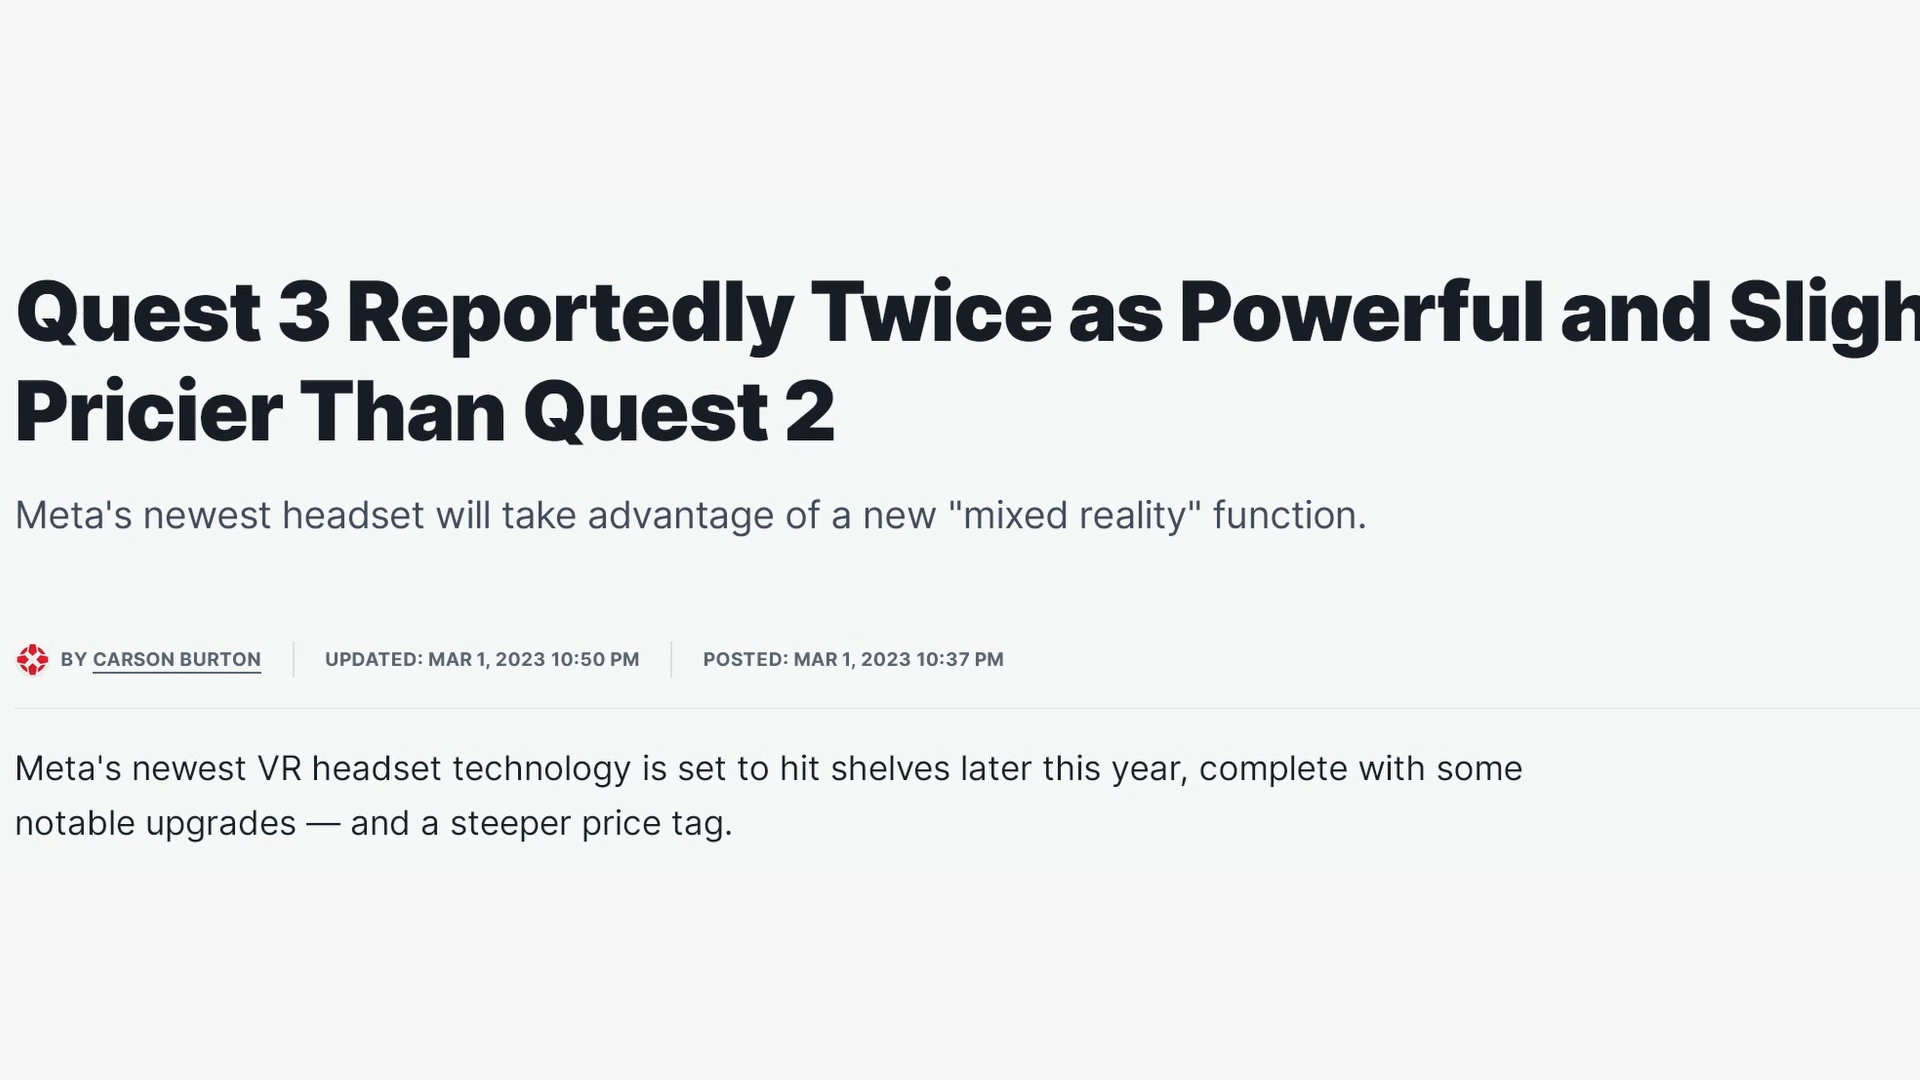 Quest 3 Reportedly Twice as Powerful and Sligh
Pricier Than Quest 2
Meta's newest headset will take advantage of a new "mixed reality" function.
BY CARSON BURTON UPDATED: MAR 1, 2023 10:50 PM POSTED: MAR 1, 2023 10:37 PM
Meta's newest VR headset technology is set to hit shelves later this year, complete with some
notable upgrades — and a steeper price tag.